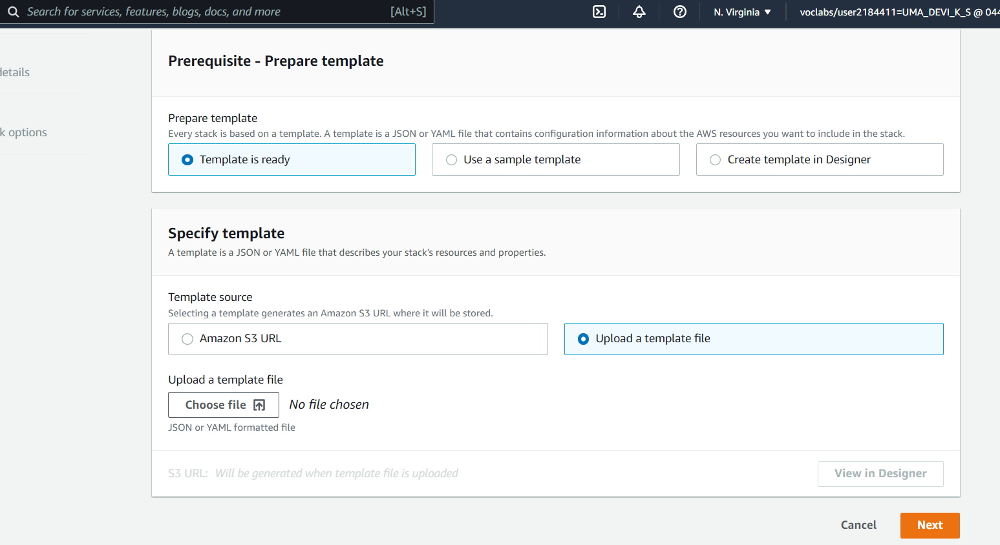 Search for services, features, blogs, docs, and more [Alt+S] N. Virginia ▼ voclabs/user2184411=UMA_DEVI_K_S @ 044
Prerequisite - Prepare template
details
Prepare template
k options
Every stack is based on a template. A template is a JSON or YAML file that contains configuration information about the AWS resources you want to include in the stack.
Template is ready Use a sample template Create template in Designer
Specify template
A template is a JSON or YAML file that describes your stack's resources and properties.
Template source
Selecting a template generates an Amazon S3 URL where it will be stored.
Amazon S3 URL Upload a template file
Upload a template file
Choose file No file chosen
JSON or YAML formatted file
S3 URL: Will be generated when template file is uploaded View in Designer
Cancel Next